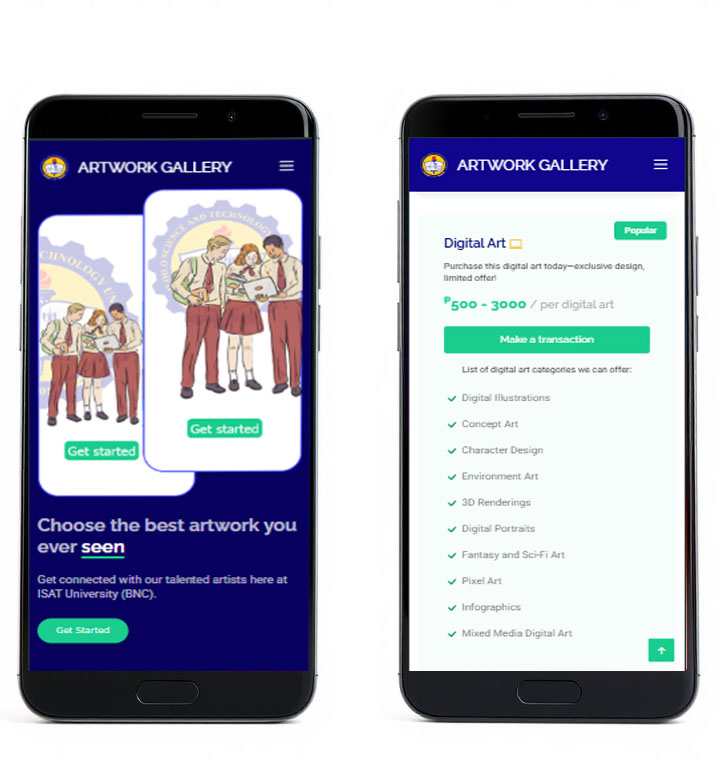 ARTWORK GALLERY
CHNOLOGY UN
ILOILO SCIENCE AND TECHNOLOGY
Get started
Get started
Choose the best artwork you
ever seen
Get connected with our talented artists here at
ISAT University (BNC).
Get Started
ARTWORK GALLERY
Popular
Digital Art
Purchase this digital art today—exclusive design,
limited offer!
₱500 - 3000 / per digital art
Make a transaction
List of digital art categories we can offer:
Digital Illustrations
Concept Art
Character Design
Environment Art
3D Renderings
Digital Portraits
Fantasy and Sci-Fi Art
Pixel Art
Infographics
Mixed Media Digital Art